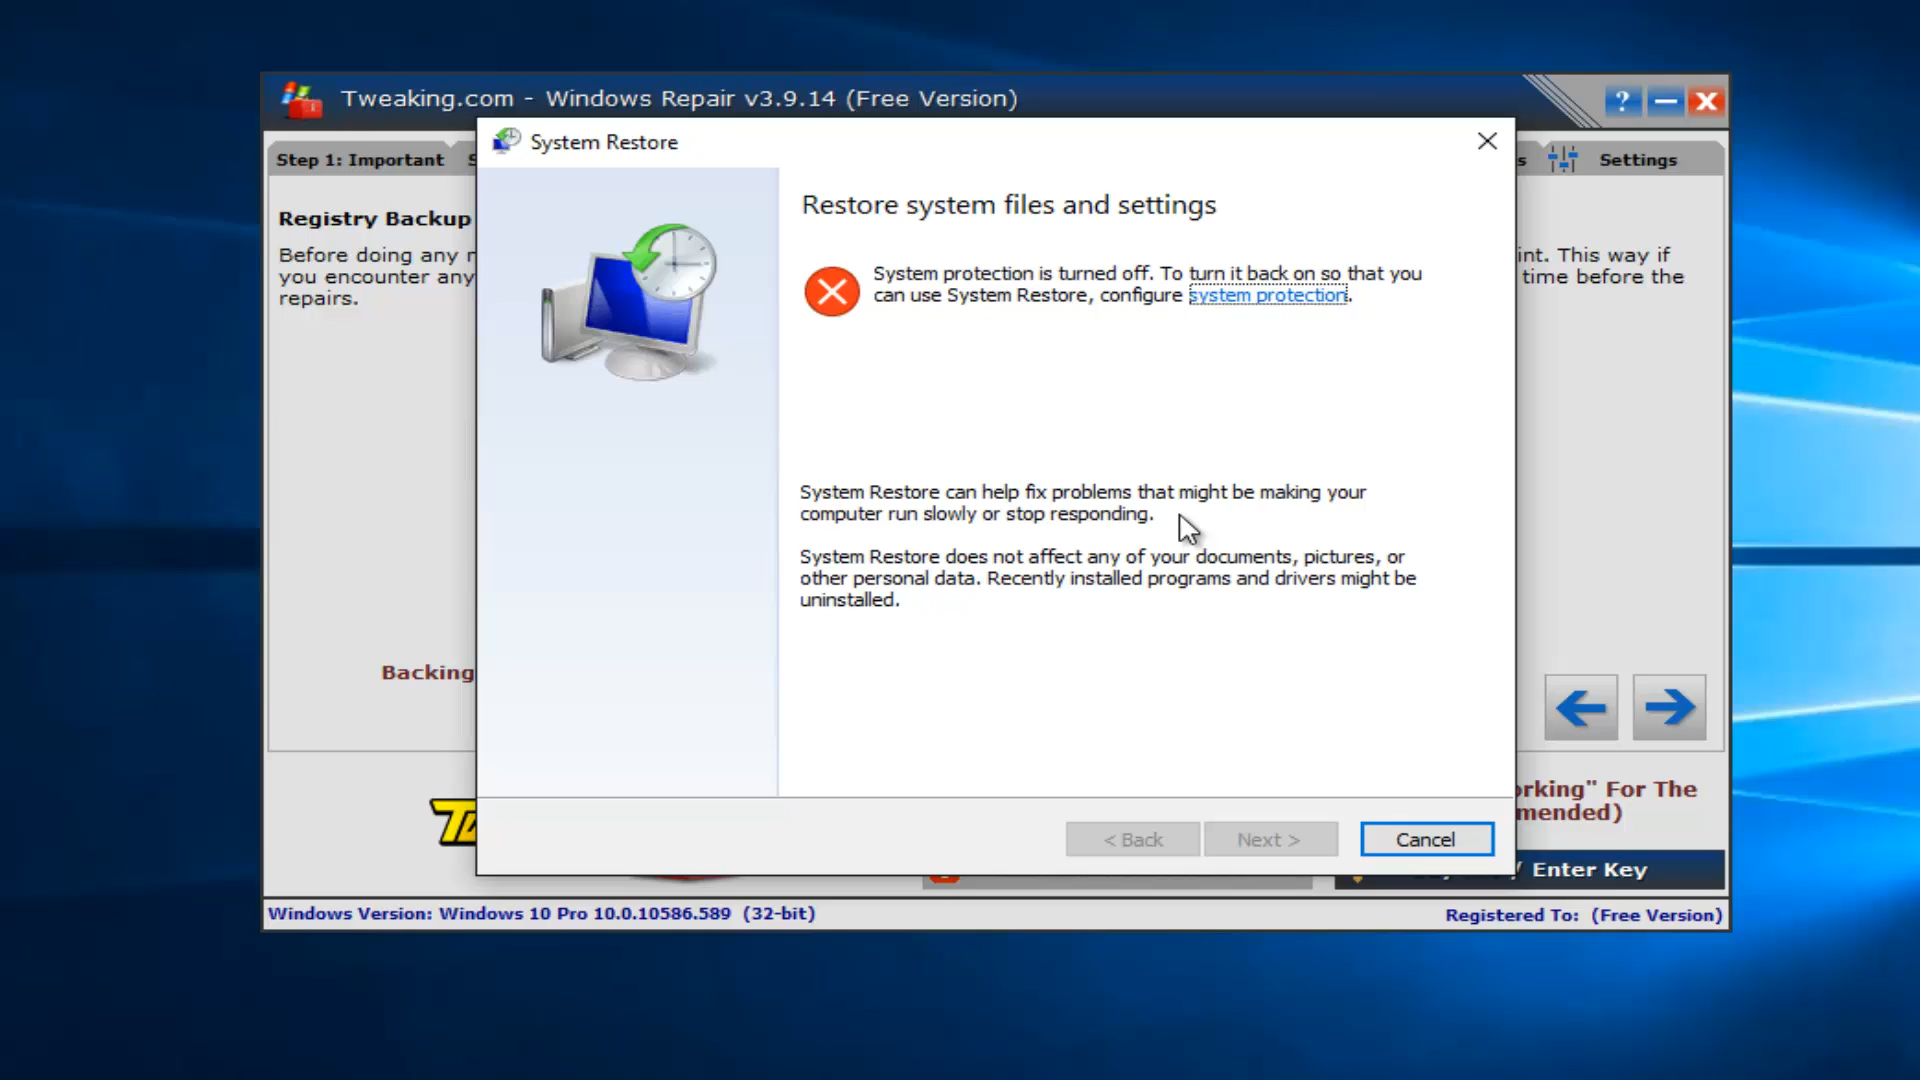 Tweaking.com - Windows Repair v3.9.14 (Free Version)
?
System Restore
Step 1: Important
Settings
Restore system files and settings
Registry Backup
Before doing any
you encounter any
repairs.
int. This way if
time before the
System protection is turned off. To turn it back on so that you
can use System Restore, configure system protection.
System Restore can help fix problems that might be making your
computer run slowly or stop responding.
System Restore does not affect any of your documents, pictures, or
other personal data. Recently installed programs and drivers might be
uninstalled.
Backing
orking" For The
mended)
< Back
Next >
Cancel
/ Enter Key
Windows Version: Windows 10 Pro 10.0.10586.589 (32-bit)
Registered To: (Free Version)